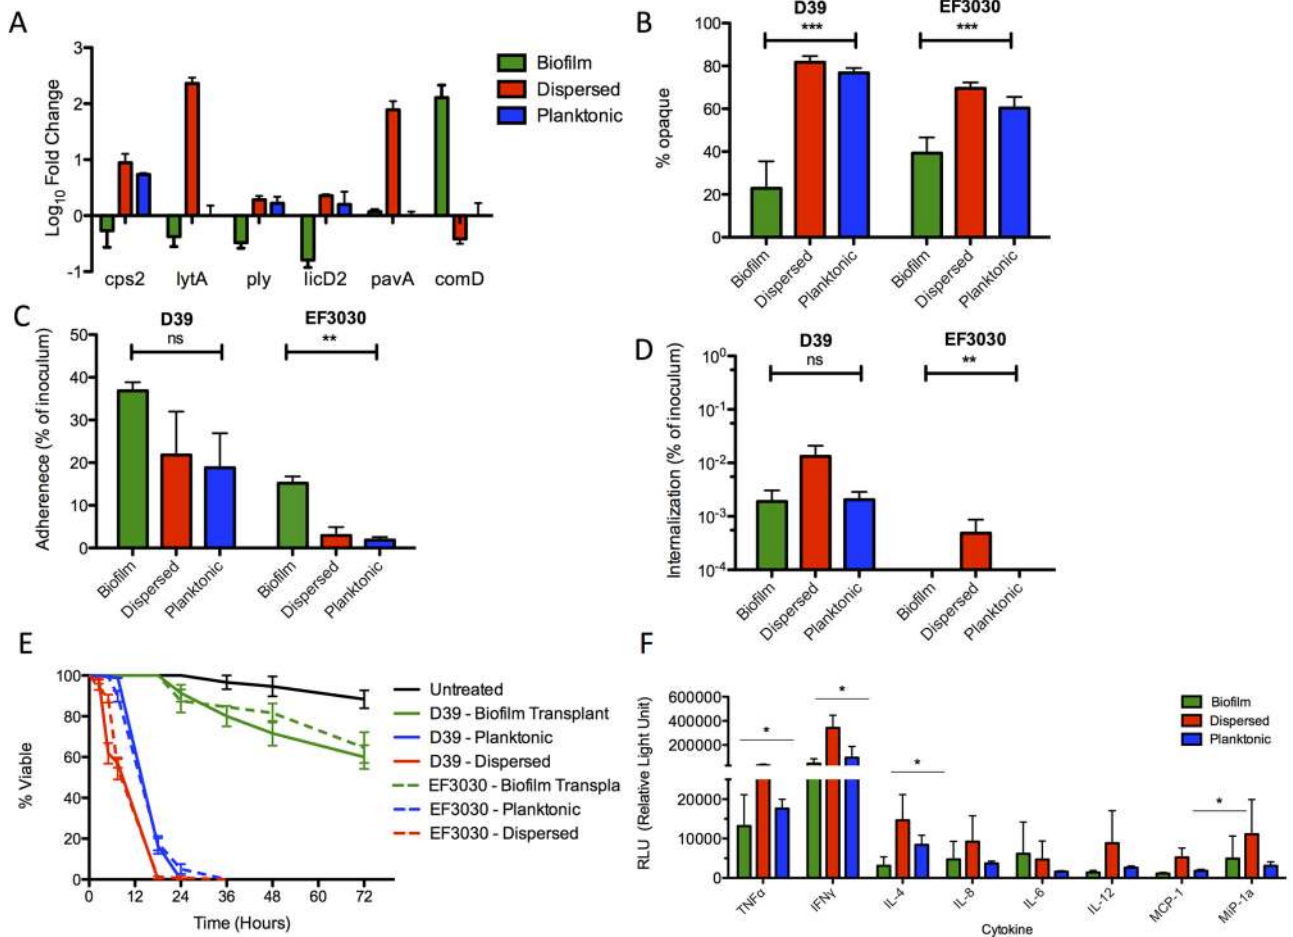 A
3
2
1
0
-1
Log10 Fold Change
cps2 lytA ply licD2 pavA comD
Biofilm
Dispersed
Planktonic
B
D39 EF3030
*** ***
100
80
60
40
20
0
% opaque
Biofilm Dispersed Planktonic Biofilm Dispersed Planktonic
C
D39 EF3030
ns **
50
40
30
20
10
0
Adherenece (% of inoculum)
Biofilm Dispersed Planktonic Biofilm Dispersed Planktonic
D
D39 EF3030
ns **
10^0
10^-1
10^-2
10^-3
10^-4
Internalization (% of inoculum)
Biofilm Dispersed Planktonic Biofilm Dispersed Planktonic
E
100
80
60
40
20
0
% Viable
0 12 24 36 48 60 72
Time (Hours)
Untreated
D39 - Biofilm Transplant
D39 - Planktonic
D39 - Dispersed
EF3030 - Biofilm Transpla
EF3030 - Planktonic
EF3030 - Dispersed
F
600000
400000
200000
20000
10000
0
RLU (Relative Light Unit)
* * * *
Biofilm
Dispersed
Planktonic
TNFα IFNγ IL-4 IL-8 IL-6 IL-12 MCP-1 MiP-1a
Cytokine